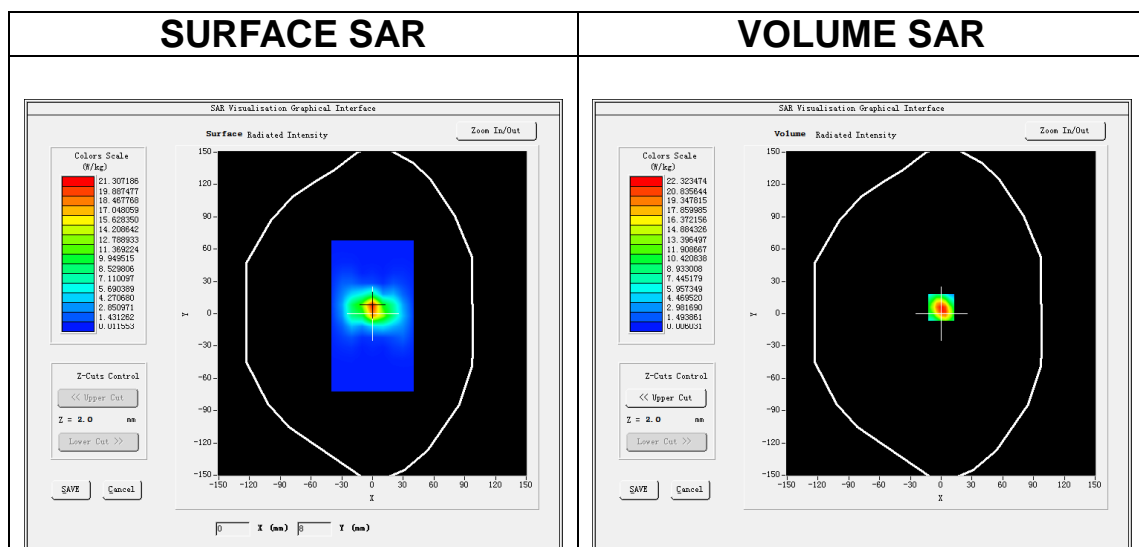 SURFACE SAR
VOLUME SAR
SAR Visualisation Graphical Interface
Surface Radiated Intensity
Zoom In/Out
Colors Scale
(W/kg)
21.307186
19.887477
18.467768
17.048059
15.628350
14.208642
12.788933
11.369224
9.949515
8.529806
7.110097
5.690389
4.270680
2.850971
1.431262
0.011553
150
120
90
60
30
0
-30
-60
-90
-120
-150
Y
-150 -120 -90 -60 -30 0 30 60 90 120 150
X
Z-Cuts Control
<< Upper Cut
Z = 2.0 mm
Lower Cut >>
SAVE Cancel
0 X (mm) 8 Y (mm)
SAR Visualisation Graphical Interface
Volume Radiated Intensity
Zoom In/Out
Colors Scale
(W/kg)
22.323474
20.835644
19.347815
17.859985
16.372156
14.884326
13.396497
11.908667
10.420838
8.933008
7.445179
5.957349
4.469520
2.981690
1.493861
0.006031
150
120
90
60
30
0
-30
-60
-90
-120
-150
Y
-150 -120 -90 -60 -30 0 30 60 90 120 150
X
Z-Cuts Control
<< Upper Cut
Z = 2.0 mm
Lower Cut >>
SAVE Cancel